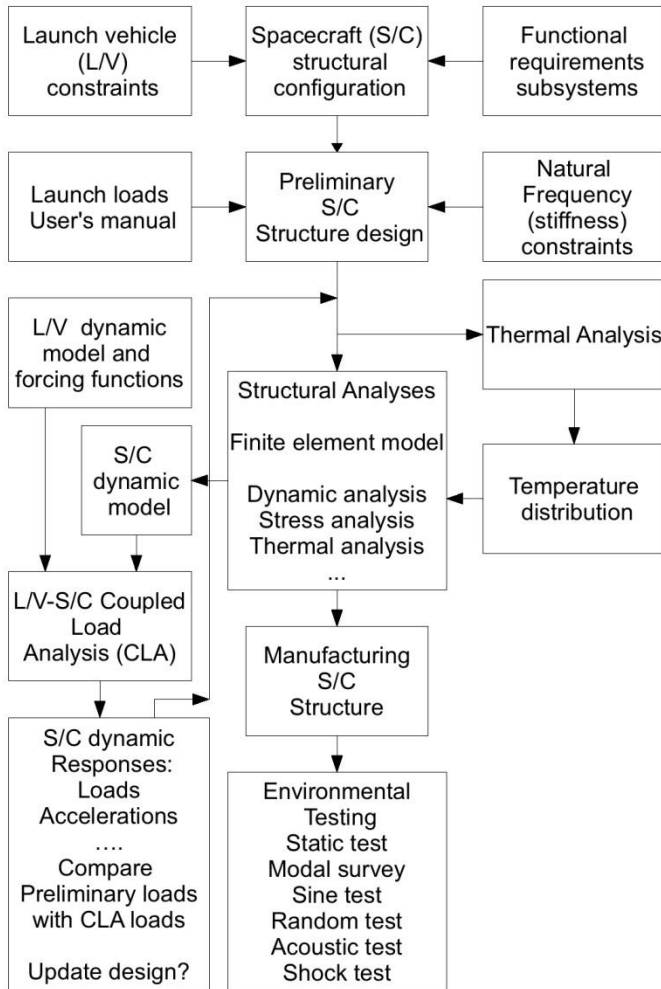 Launch vehicle
(L/V)
constraints
Spacecraft (S/C)
structural
configuration
Functional
requirements
subsystems
Launch loads
User's manual
Preliminary
S/C
Structure design
Natural
Frequency
(stiffness)
constraints
L/V dynamic
model and
forcing functions
Structural Analyses
Finite element model
Dynamic analysis
Stress analysis
Thermal analysis
...
Thermal Analysis
S/C
dynamic
model
Temperature
distribution
L/V-S/C Coupled
Load
Analysis (CLA)
Manufacturing
S/C
Structure
S/C dynamic
Responses:
Loads
Accelerations
....
Compare
Preliminary loads
with CLA loads
Update design?
Environmental
Testing
Static test
Modal survey
Sine test
Random test
Acoustic test
Shock test